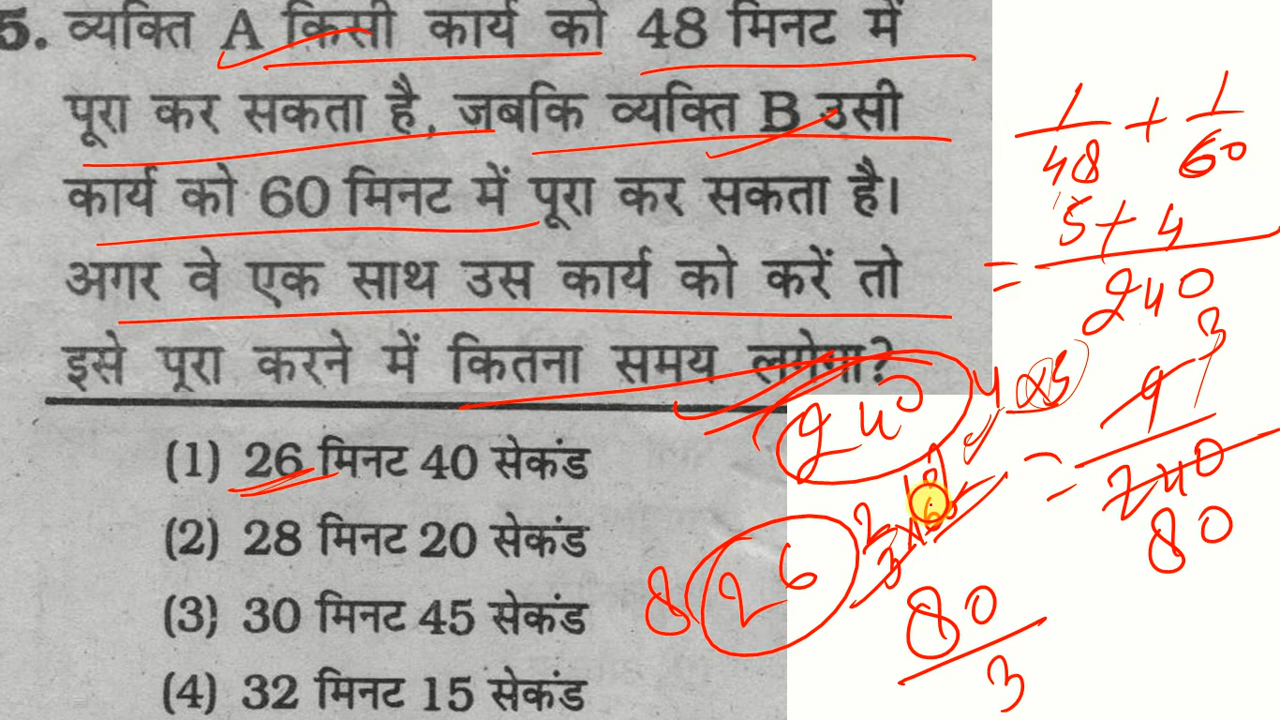 5. व्यक्ति A किसी कार्य को 48 मिनट में
पूरा कर सकता है, जबकि व्यक्ति B उसी
कार्य को 60 मिनट में पूरा कर सकता है।
अगर वे एक साथ उस कार्य को करें तो
इसे पूरा करने में कितना समय लगेगा?
(1) 26 मिनट 40 सेकंड
(2) 28 मिनट 20 सेकंड
(3) 30 मिनट 45 सेकंड
(4) 32 मिनट 15 सेकंड
1/48 + 1/60
= 5+4/240
= 9 3/240 80
240
80/3
26